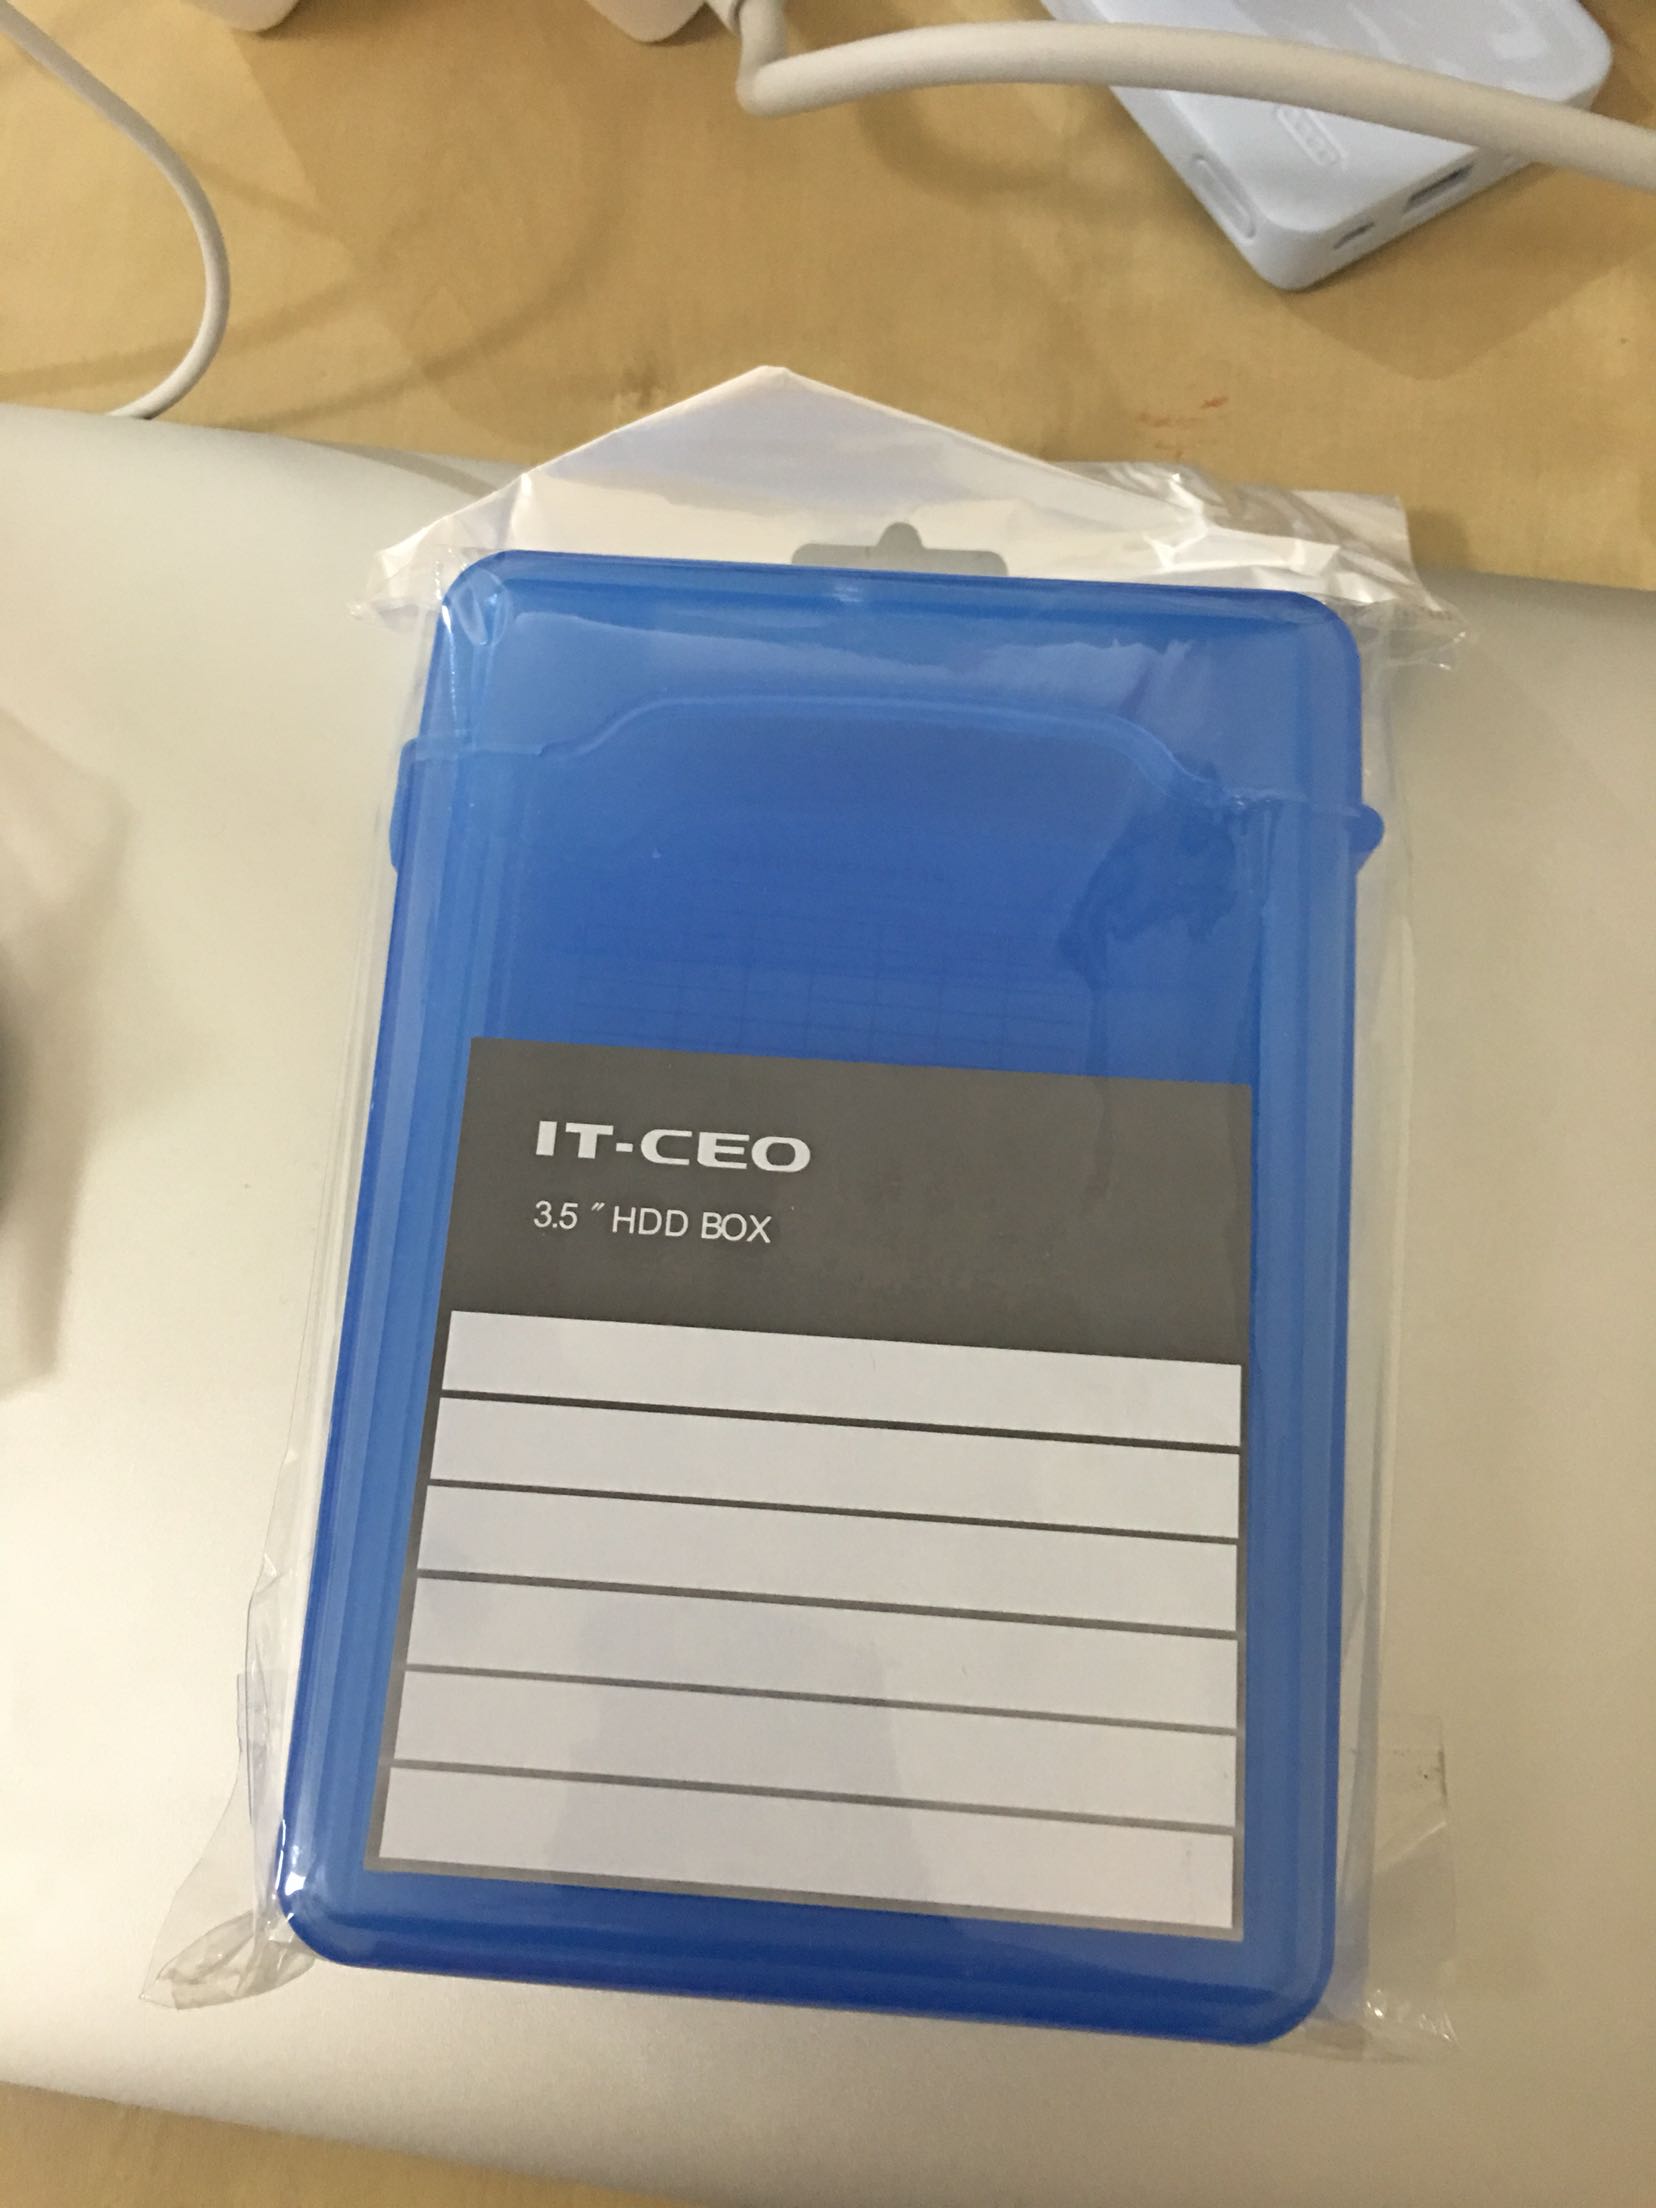 IT-CEO
3.5 " HDD BOX